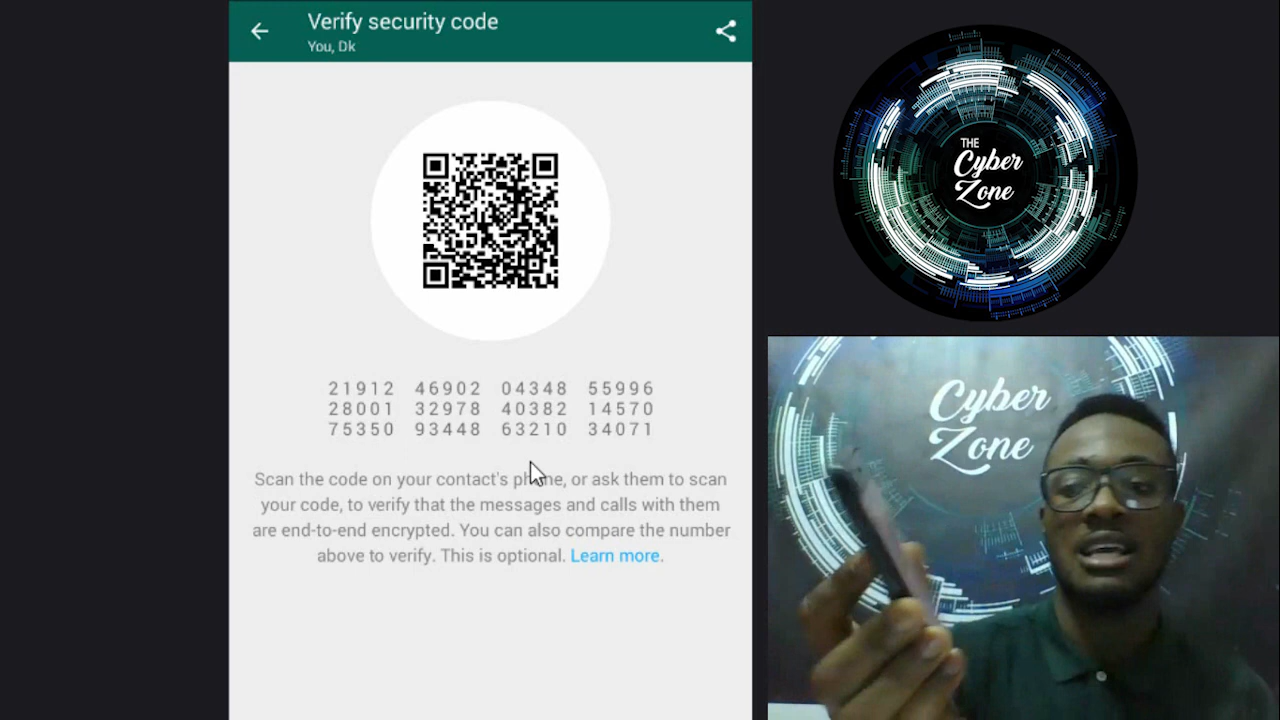 Verify security code
You, Dk
21912 46902 04348 55996
28001 32978 40382 14570
75350 93448 63210 34071
Scan the code on your contact's phone, or ask them to scan
your code, to verify that the messages and calls with them
are end-to-end encrypted. You can also compare the number
above to verify. This is optional. Learn more.
THE
Cyber
Zone
Cyber
Zone